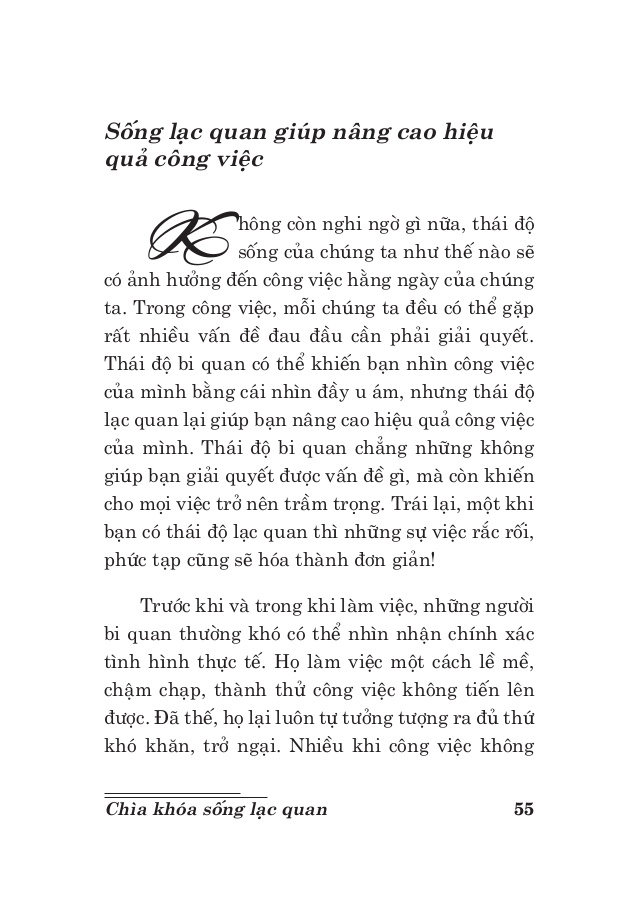 Sống lạc quan giúp nâng cao hiệu
quả công việc
Không còn nghi ngờ gì nữa, thái độ
sống của chúng ta như thế nào sẽ
có ảnh hưởng đến công việc hằng ngày của chúng
ta. Trong công việc, mỗi chúng ta đều có thể gặp
rất nhiều vấn đề đau đầu cần phải giải quyết.
Thái độ bi quan có thể khiến bạn nhìn công việc
của mình bằng cái nhìn đầy u ám, nhưng thái độ
lạc quan lại giúp bạn nâng cao hiệu quả công việc
của mình. Thái độ bi quan chẳng những không
giúp bạn giải quyết được vấn đề gì, mà còn khiến
cho mọi việc trở nên trầm trọng. Trái lại, một khi
bạn có thái độ lạc quan thì những sự việc rắc rối,
phức tạp cũng sẽ hóa thành đơn giản!
Trước khi và trong khi làm việc, những người
bi quan thường khó có thể nhìn nhận chính xác
tình hình thực tế. Họ làm việc một cách lề mề,
chậm chạp, thành thử công việc không tiến lên
được. Đã thế, họ lại luôn tự tưởng tượng ra đủ thứ
khó khăn, trở ngại. Nhiều khi công việc không
Chìa khóa sống lạc quan 55